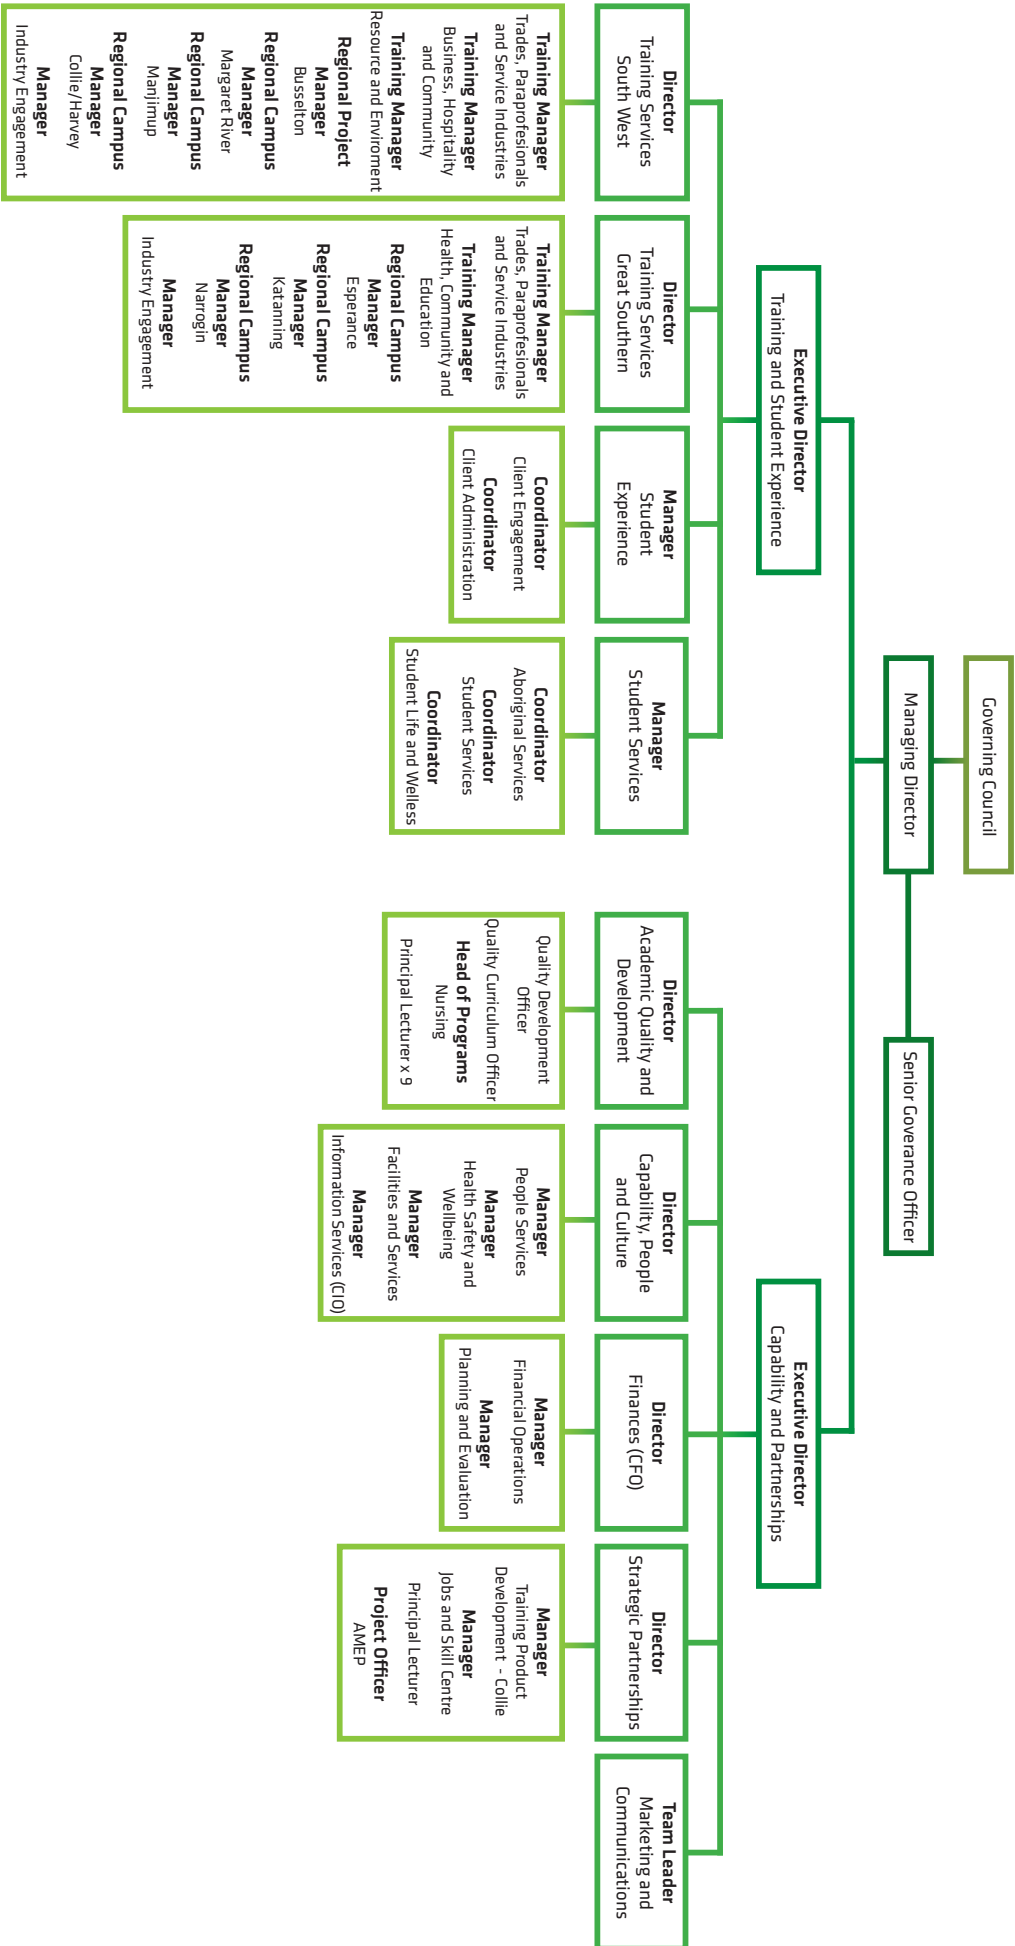 Governing Council
Managing Director
Senior Goverance Officer
Executive Director
Training and Student Experience
Executive Director
Capability and Partnerships
Director
Training Services
South West
Director
Training Services
Great Southern
Manager
Student
Experience
Manager
Student Services
Director
Academic Quality and
Development
Director
Capability, People
and Culture
Director
Finances (CFO)
Director
Strategic Partnerships
Team Leader
Marketing and
Communications
Training Manager
Trades, Paraprofesionals
and Service Industries
Training Manager
Business, Hospitality
and Community
Training Manager
Resource and Enviroment
Regional Project
Manager
Busselton
Regional Campus
Manager
Margaret River
Regional Campus
Manager
Manjimup
Regional Campus
Manager
Collie/Harvey
Manager
Industry Engagement
Training Manager
Trades, Paraprofesionals
and Service Industries
Training Manager
Health, Community and
Education
Regional Campus
Manager
Esperance
Regional Campus
Manager
Katanning
Regional Campus
Manager
Narrogin
Manager
Industry Engagement
Coordinator
Client Engagement
Coordinator
Client Administration
Coordinator
Aboriginal Services
Coordinator
Student Services
Coordinator
Student Life and Welless
Quality Development
Officer
Quality Curriculum Officer
Head of Programs
Nursing
Principal Lecturer x 9
Manager
People Services
Manager
Health Safety and
Wellbeing
Manager
Facilities and Services
Manager
Information Services (CIO)
Manager
Financial Operations
Manager
Planning and Evaluation
Manager
Training Product
Development - Collie
Manager
Jobs and Skill Centre
Principal Lecturer
Project Officer
AMEP